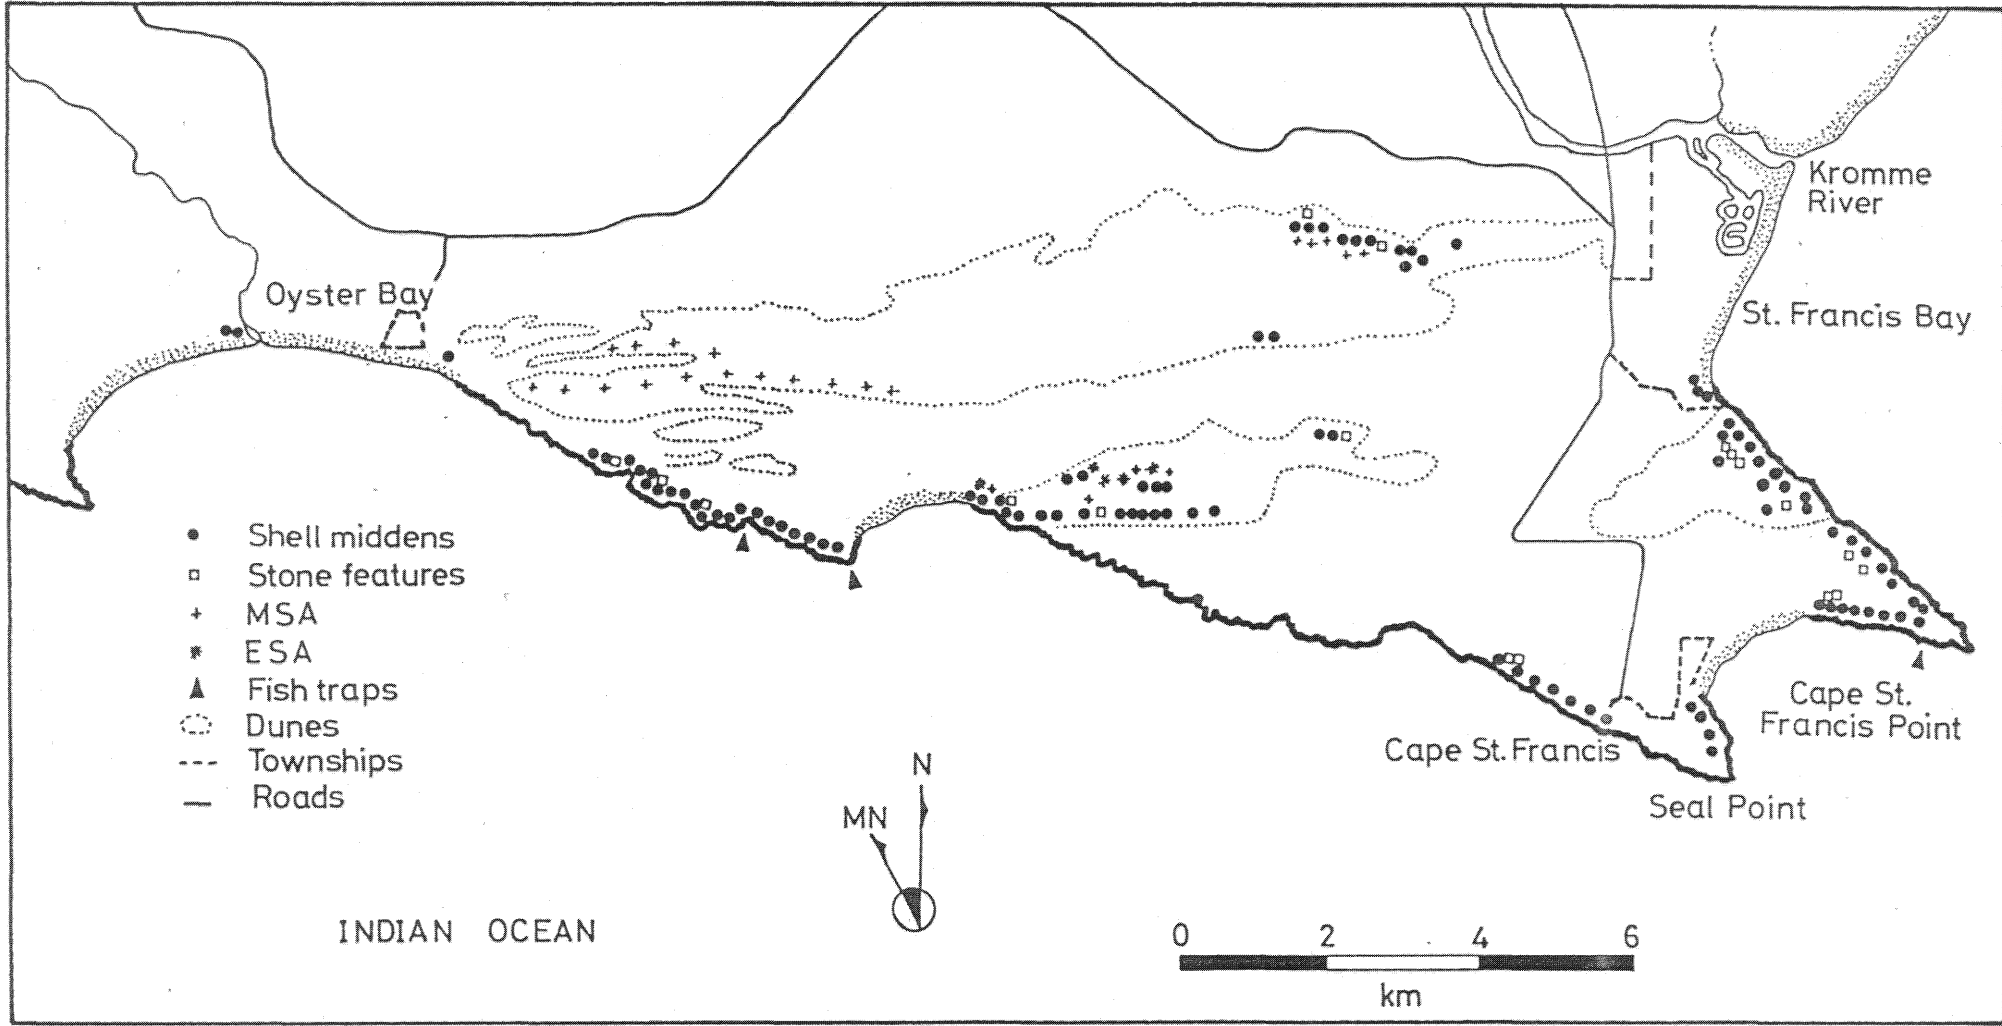 Kromme
River
Oyster Bay
St. Francis Bay
Shell middens
Stone features
MSA
ESA
Fish traps
Dunes
Townships
Roads
Cape St.
Francis Point
Cape St. Francis
Seal Point
N
MN
INDIAN OCEAN
0 2 4 6
km